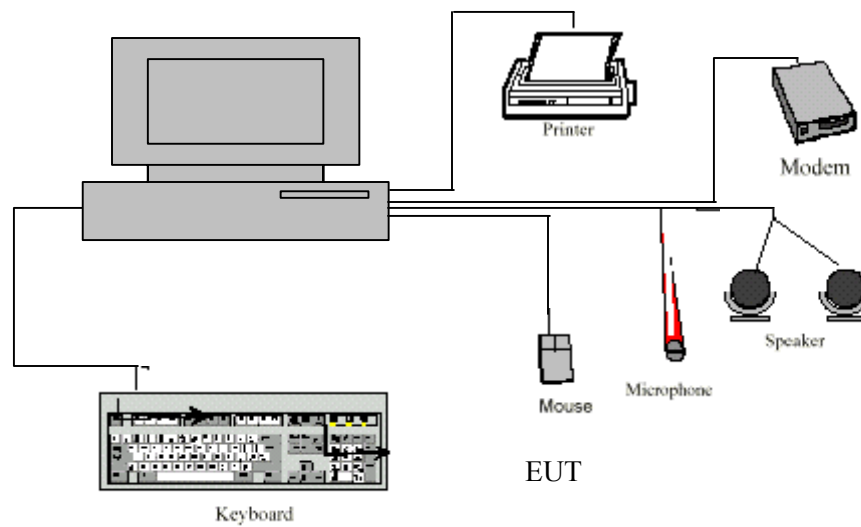 Printer
Modem
Speaker
Microphone
Mouse
EUT
Keyboard